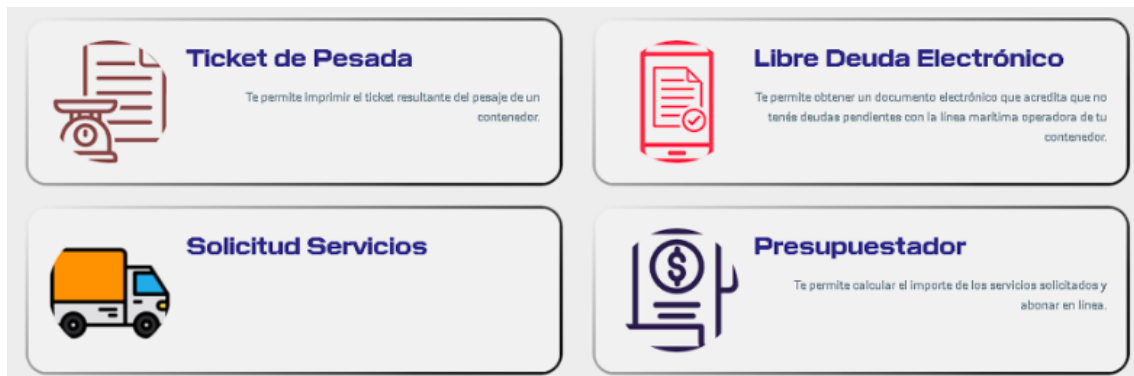 Ticket de Pesada
Te permite imprimir el ticket resultante del pesaje de un
contenedor.
Libre Deuda Electrónico
Te permite obtener un documento electrónico que acredita que no
tenés deudas pendientes con la línea marítima operadora de tu
contenedor.
Solicitud Servicios
Presupuestador
Te permite calcular el importe de los servicios solicitados y
abonar en línea.